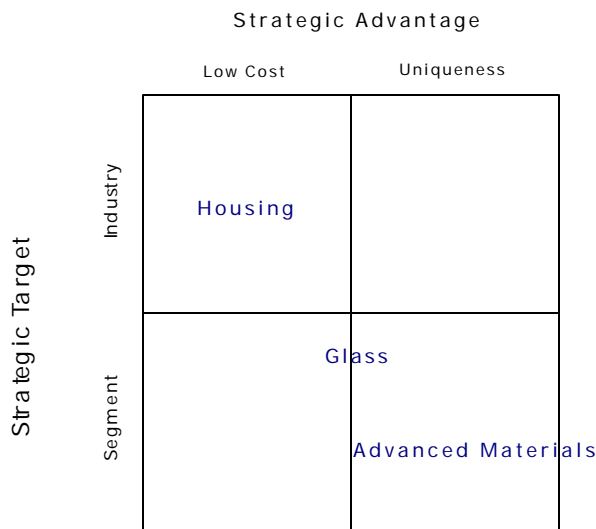 Strategic Advantage
Low Cost
Uniqueness
Strategic Target
Industry
Housing
Segment
Glass
Advanced Materials